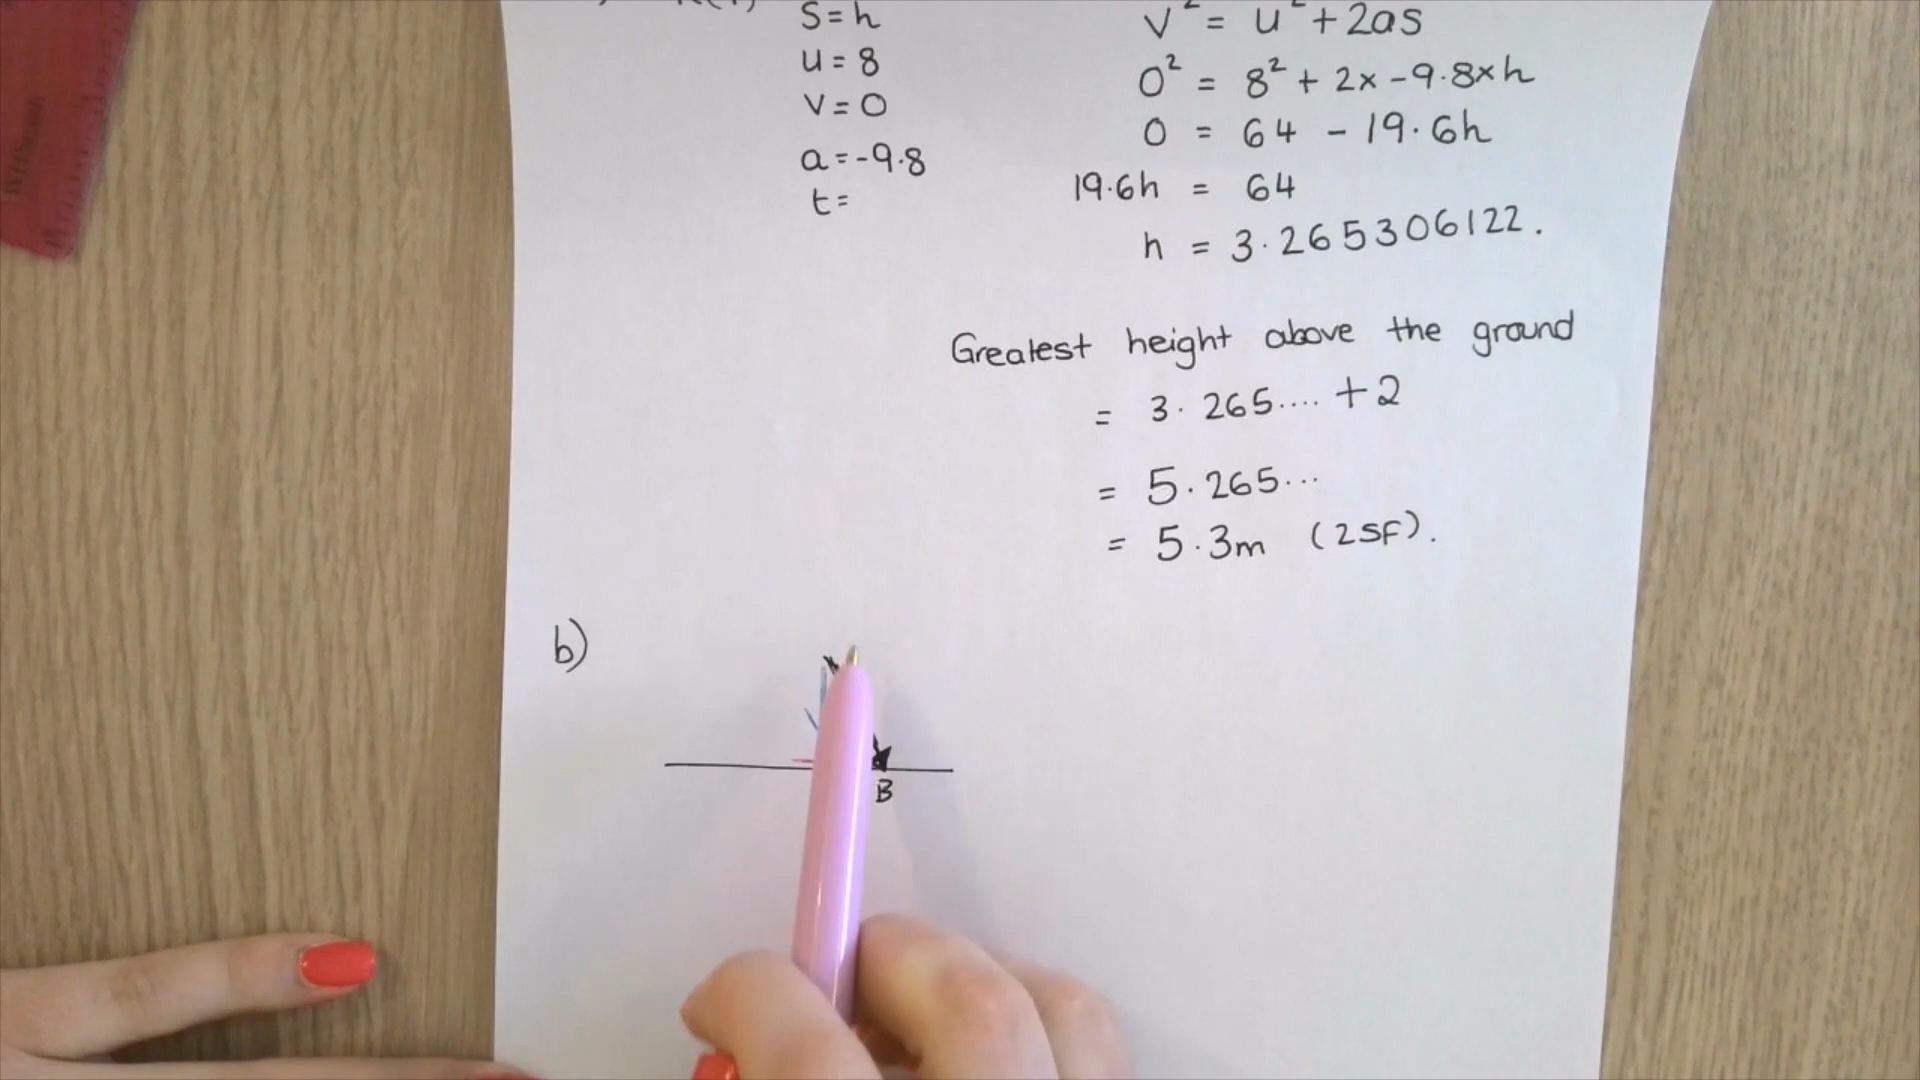 S = h
u = 8
v = 0
a = -9.8
t =
v² = u² + 2as
0² = 8² + 2x -9.8xh
0 = 64 - 19.6h
19.6h = 64
h = 3.265306122.
Greatest height above the ground
= 3.265.... + 2
= 5.265...
= 5.3m (2SF).
b)
B